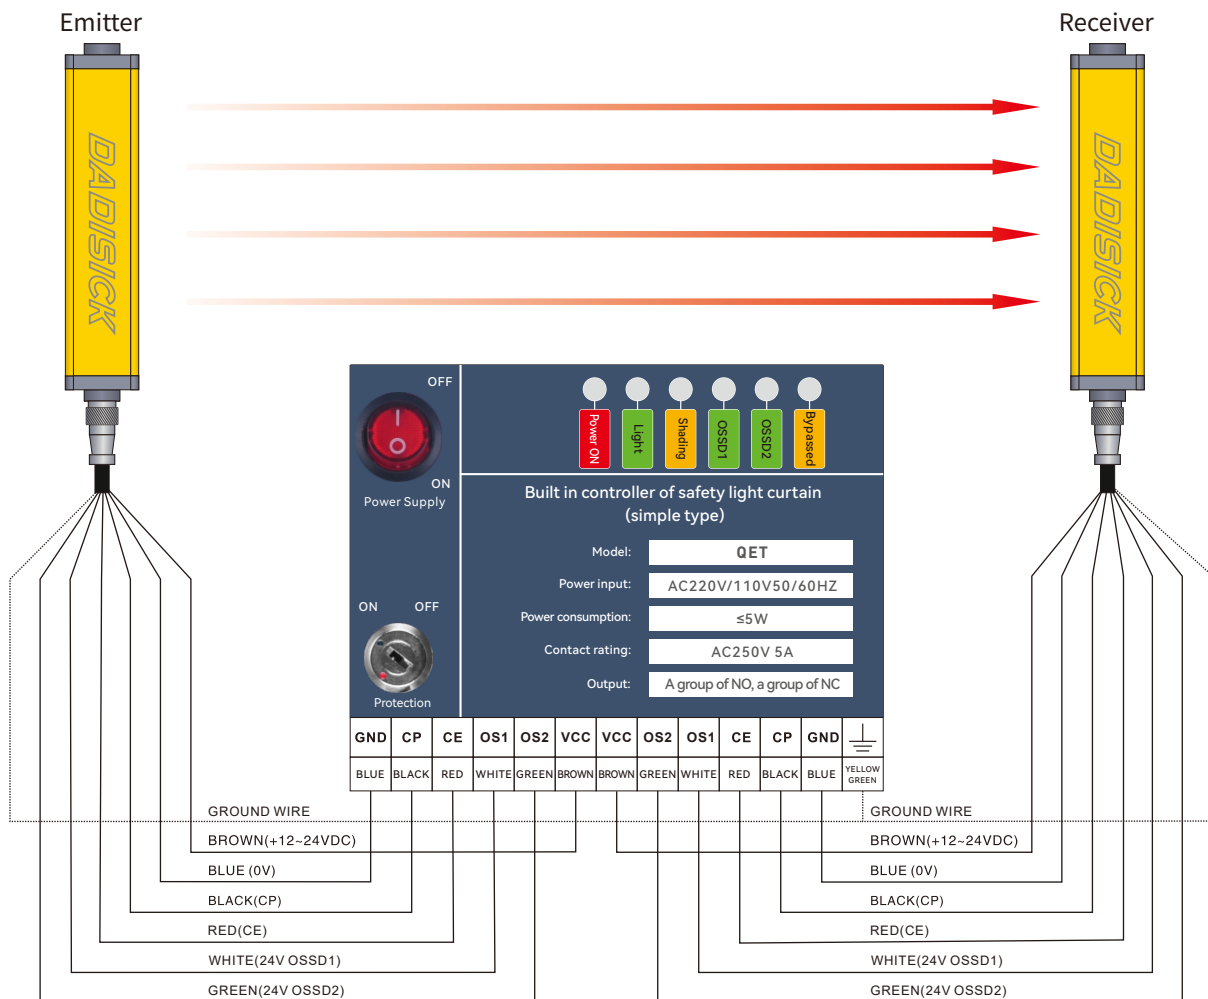 Emitter
Receiver
DADISICK
DADISICK
OFF
ON
Power Supply
Power ON
Light
Shading
OSSD1
OSSD2
Bypassed
Built in controller of safety light curtain
(simple type)
Model: QET
Power input: AC220V/110V50/60HZ
Power consumption: ≤5W
Contact rating: AC250V 5A
Output: A group of NO, a group of NC
ON OFF
Protection
GND CP CE OS1 OS2 VCC VCC OS2 OS1 CE CP GND
BLUE BLACK RED WHITE GREEN BROWN BROWN GREEN WHITE RED BLACK BLUE YELLOW GREEN
GROUND WIRE
BROWN(+12~24VDC)
BLUE (0V)
BLACK(CP)
RED(CE)
WHITE(24V OSSD1)
GREEN(24V OSSD2)
GROUND WIRE
BROWN(+12~24VDC)
BLUE (0V)
BLACK(CP)
RED(CE)
WHITE(24V OSSD1)
GREEN(24V OSSD2)